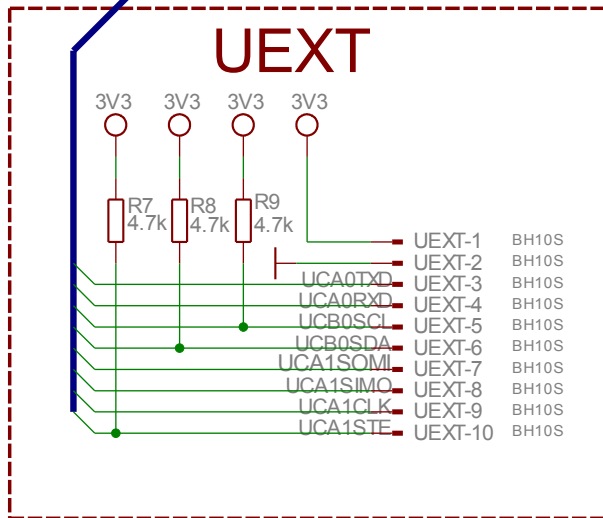 UEXT
3V3 3V3 3V3 3V3
R7 R8 R9
4.7k 4.7k 4.7k
UEXT-1 BH10S
UEXT-2 BH10S
UCA0TXD UEXT-3 BH10S
UCA0RXD UEXT-4 BH10S
UCB0SCL UEXT-5 BH10S
UCB0SDA UEXT-6 BH10S
UCA1SOMI UEXT-7 BH10S
UCA1SIMO UEXT-8 BH10S
UCA1CLK UEXT-9 BH10S
UCA1STE UEXT-10 BH10S